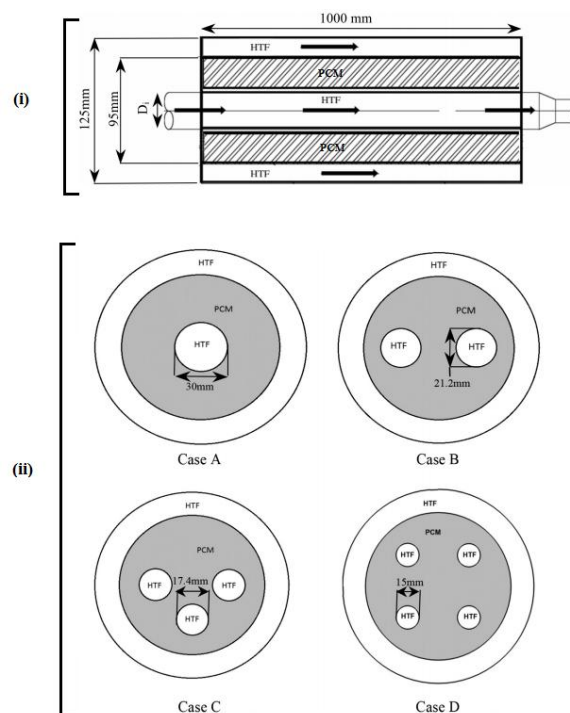 (i)
1000 mm
HTF
PCM
HTF
PCM
HTF
125mm
95mm
Di
(ii)
HTF
PCM
HTF
30mm
Case A
HTF
PCM
HTF
HTF
21.2mm
Case B
HTF
PCM
HTF
17.4mm
HTF
HTF
Case C
HTF
PCM
HTF
HTF
15mm
HTF
HTF
Case D